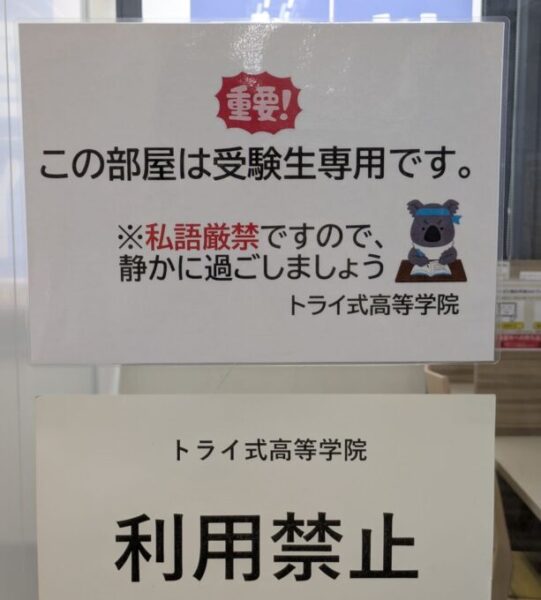 重要!
この部屋は受験生専用です。
※私語厳禁ですので、
静かに過ごしましょう
トライ式高等学院
トライ式高等学院
利用禁止